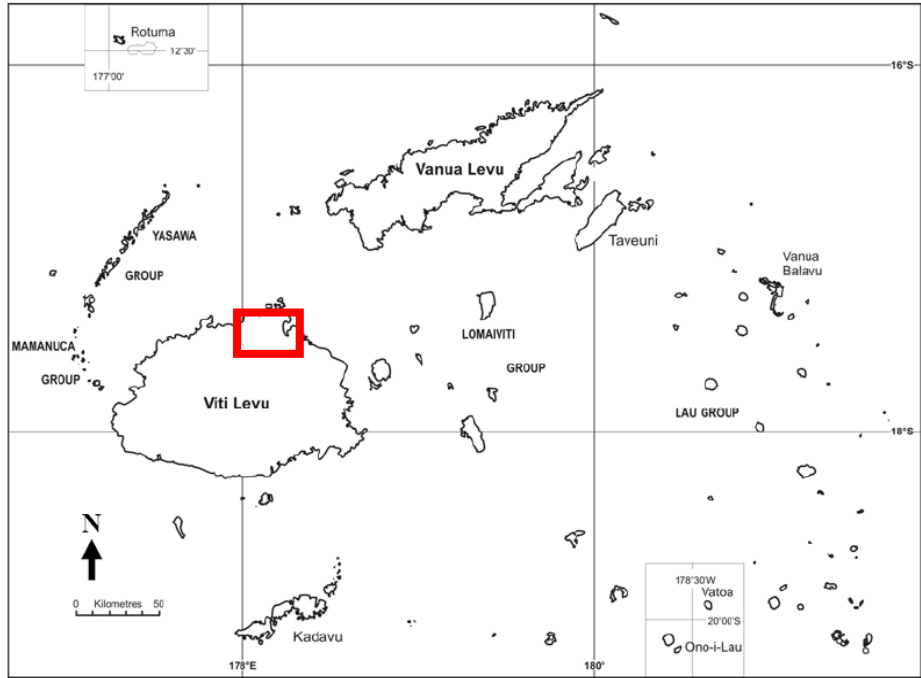 Rotuma
12°30'
177°00'
16°S
Vanua Levu
YASAWA
GROUP
Taveuni
Vanua
Balavu
MAMANUCA
GROUP
LOMAIVITI
GROUP
Viti Levu
LAU GROUP
18°S
N
0 Kilometres 50
Kadavu
178°30'W
Vatoa
20°00'S
Ono-i-Lau
178°E
180°